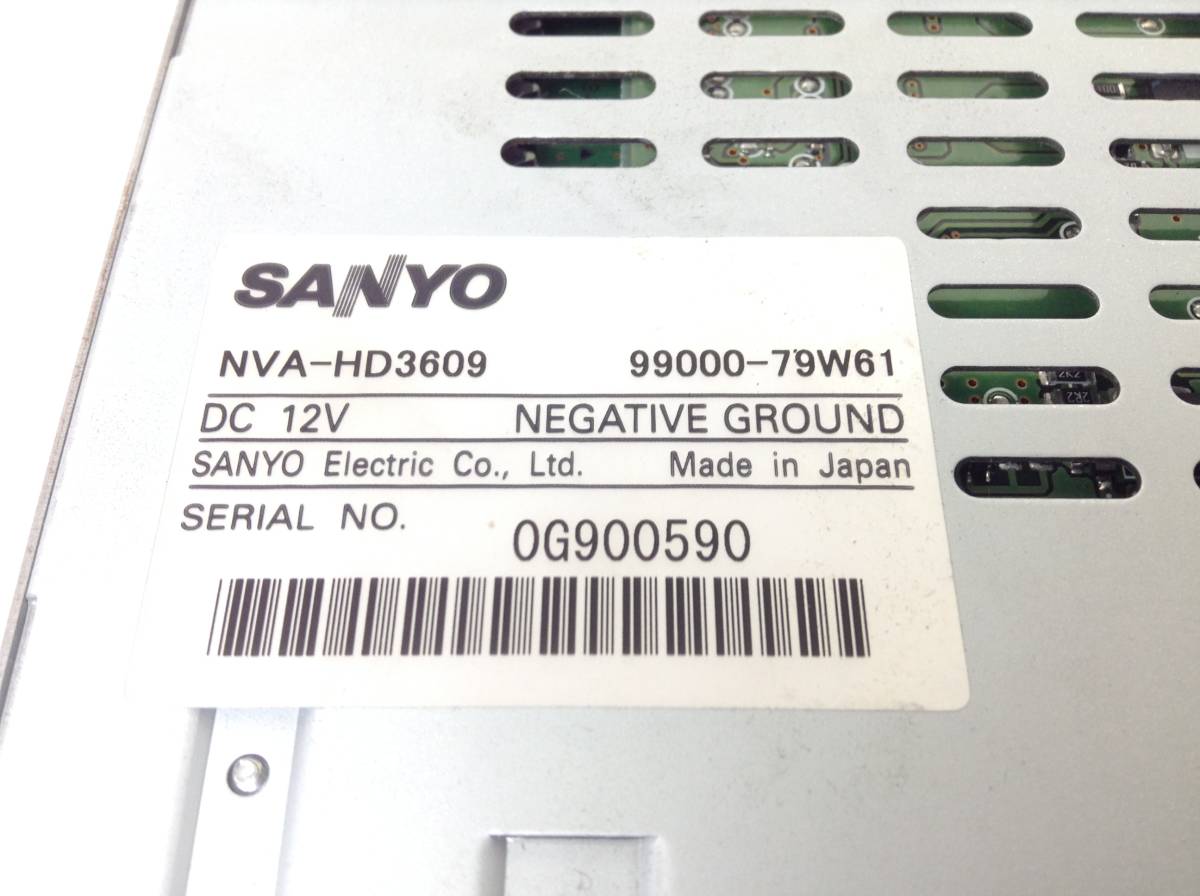 SANYO
NVA-HD3609 99000-79W61
DC 12V NEGATIVE GROUND
SANYO Electric Co., Ltd. Made in Japan
SERIAL NO. 0G900590
2K2